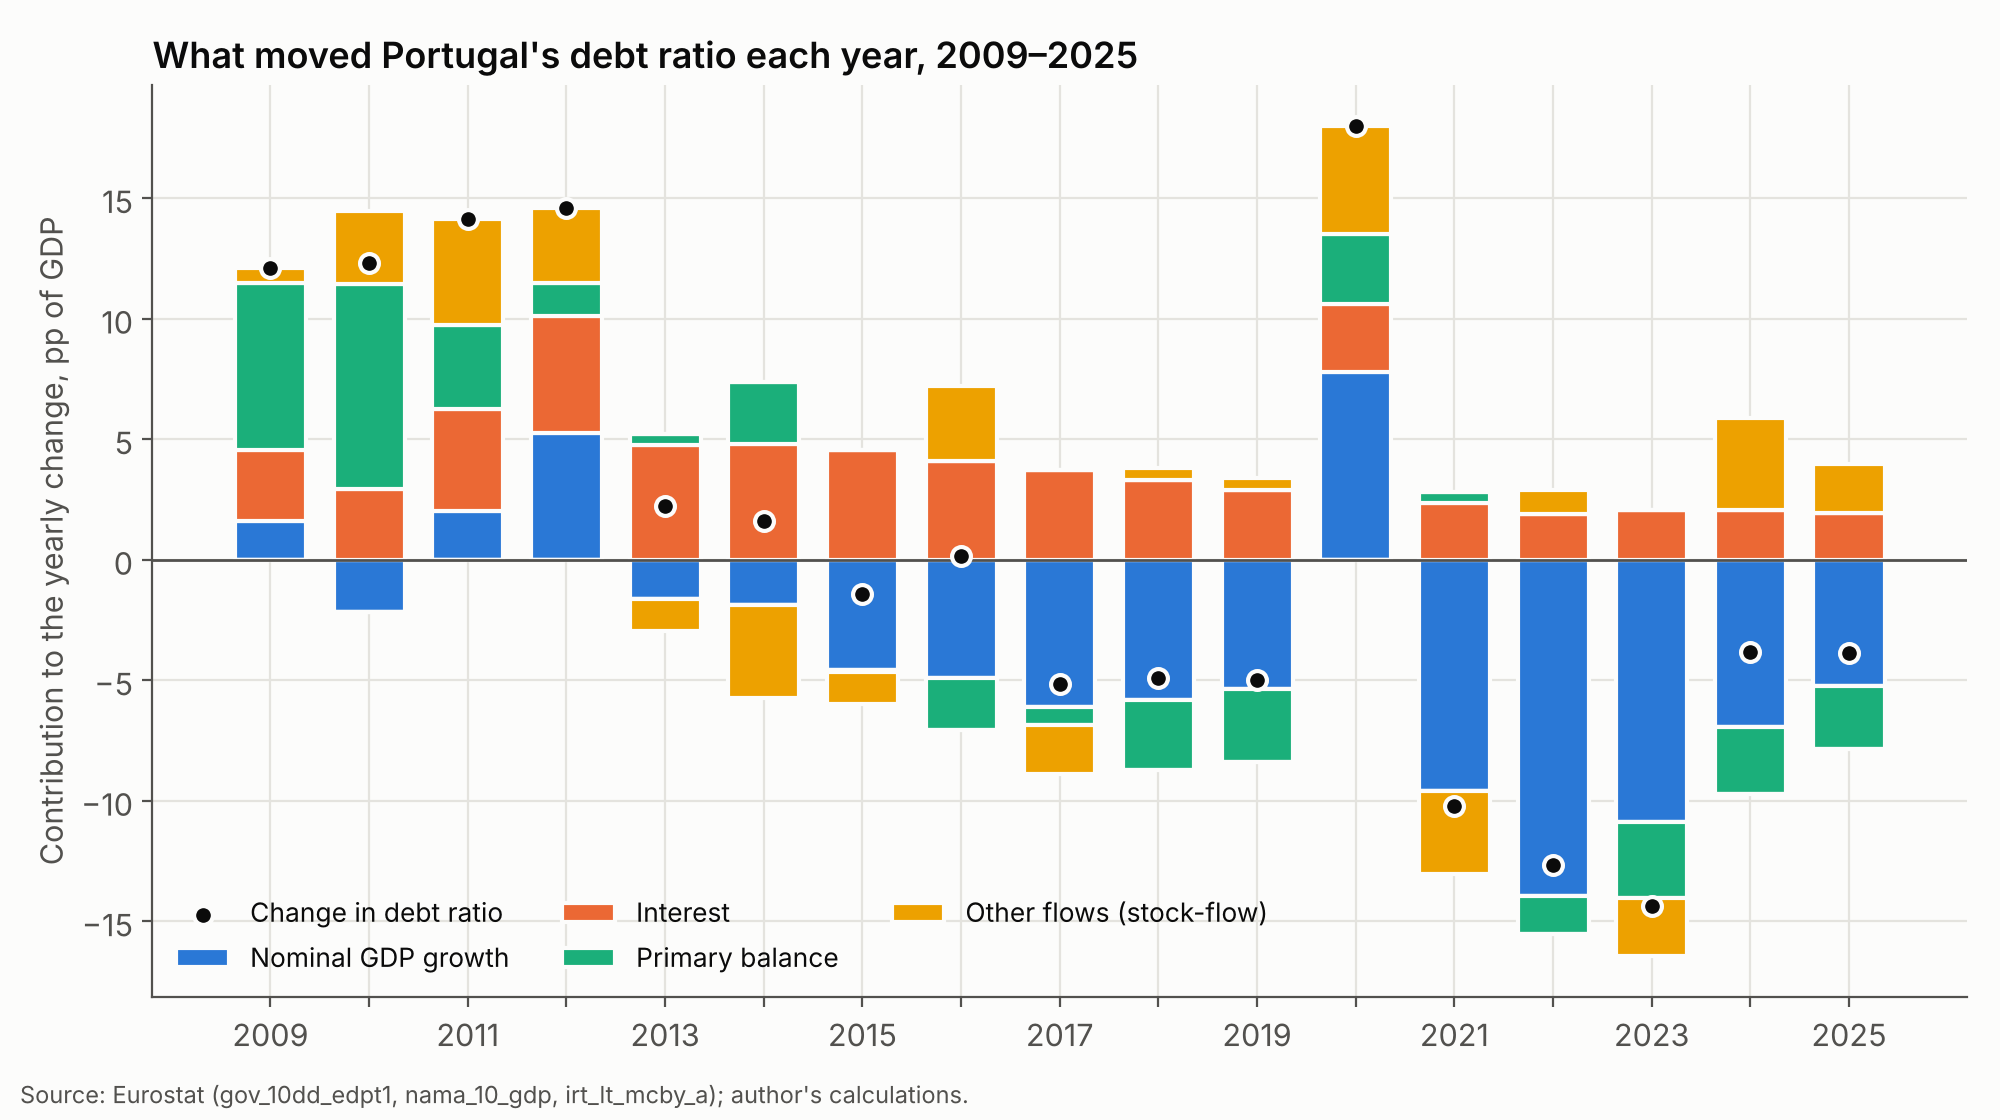 What moved Portugal's debt ratio each year, 2009–2025
Contribution to the yearly change, pp of GDP
15
10
5
0
−5
−10
−15
Change in debt ratio
Nominal GDP growth
Interest
Primary balance
Other flows (stock-flow)
2009 2011 2013 2015 2017 2019 2021 2023 2025
Source: Eurostat (gov_10dd_edpt1, nama_10_gdp, irt_lt_mcby_a); author's calculations.